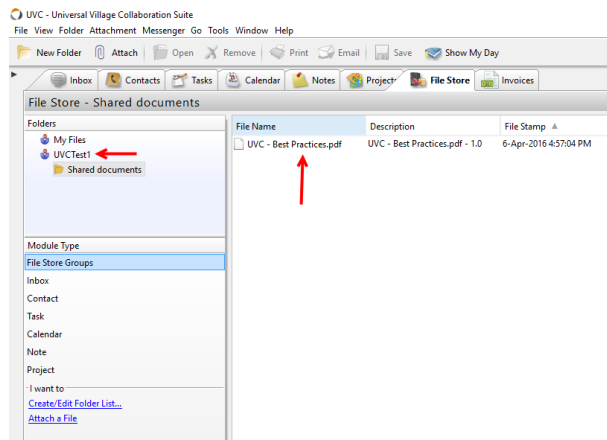 UVC - Universal Village Collaboration Suite
File View Folder Attachment Messenger Go Tools Window Help
New Folder Attach Open Remove Print Email Save Show My Day
Inbox Contacts Tasks Calendar Notes Project File Store Invoices
File Store - Shared documents
Folders
My Files
UVCTest1
Shared documents
File Name Description File Stamp
UVC - Best Practices.pdf UVC - Best Practices.pdf - 1.0 6-Apr-2016 4:57:04 PM
Module Type
File Store Groups
Inbox
Contact
Task
Calendar
Note
Project
I want to
Create/Edit Folder List...
Attach a File